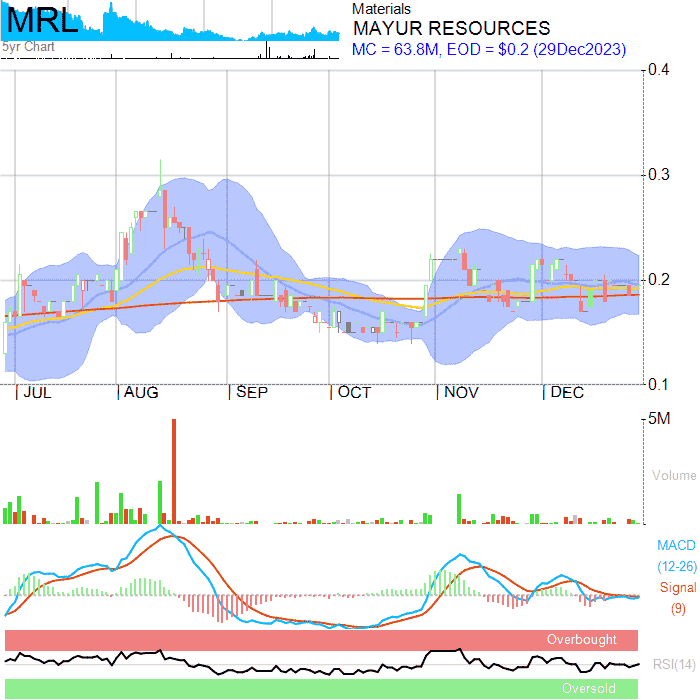 MRL
5yr Chart
Materials
MAYUR RESOURCES
MC = 63.8M, EOD = $0.2 (29Dec2023)
0.4
0.3
0.2
0.1
JUL AUG SEP OCT NOV DEC
5M
Volume
MACD
(12-26)
Signal
(9)
Overbought
RSI(14)
Oversold